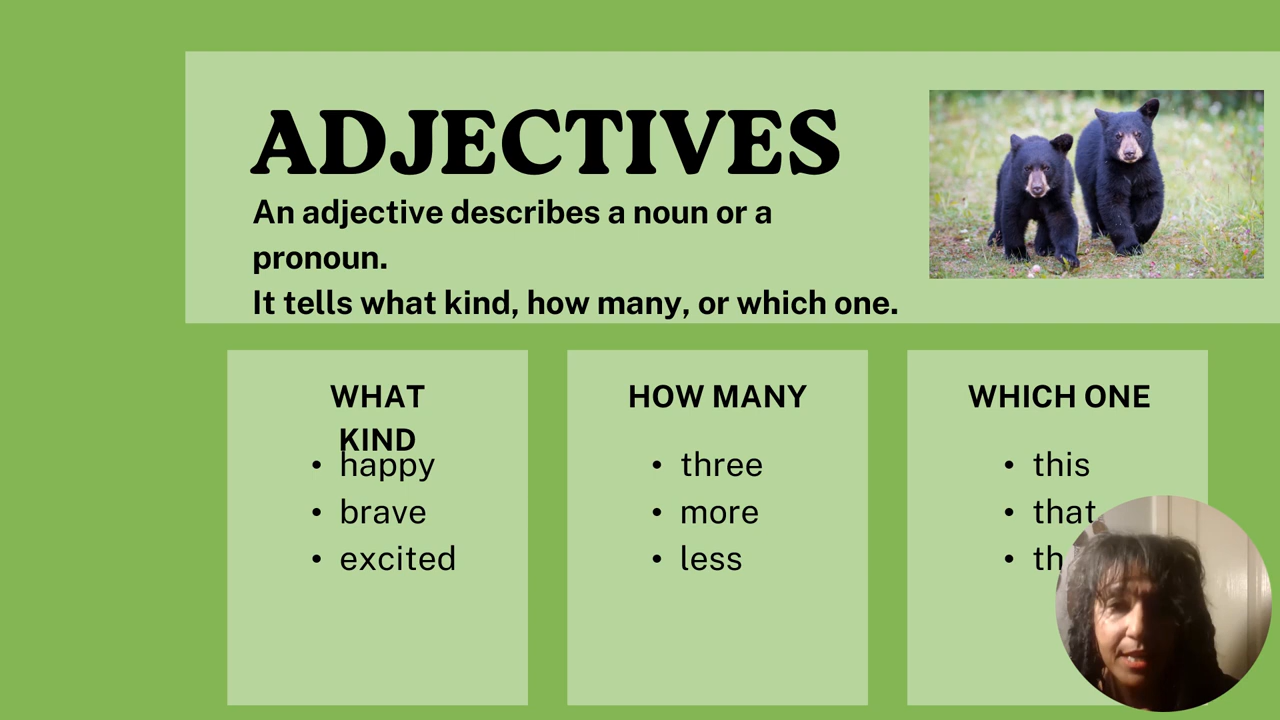 ADJECTIVES
An adjective describes a noun or a
pronoun.
It tells what kind, how many, or which one.
WHAT
KIND
• happy
• brave
• excited
HOW MANY
• three
• more
• less
WHICH ONE
• this
• that